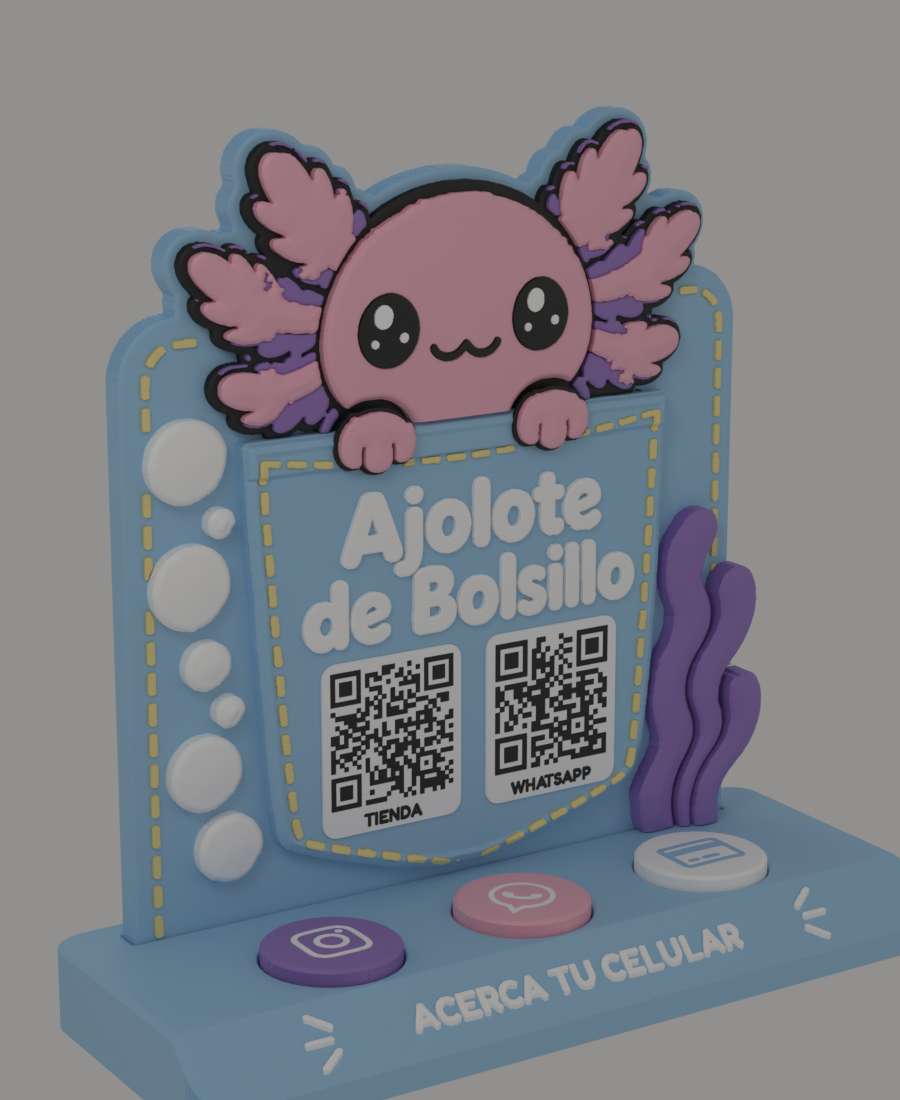 Ajolote
de Bolsillo
TIENDA
WHATSAPP
ACERCA TU CELULAR